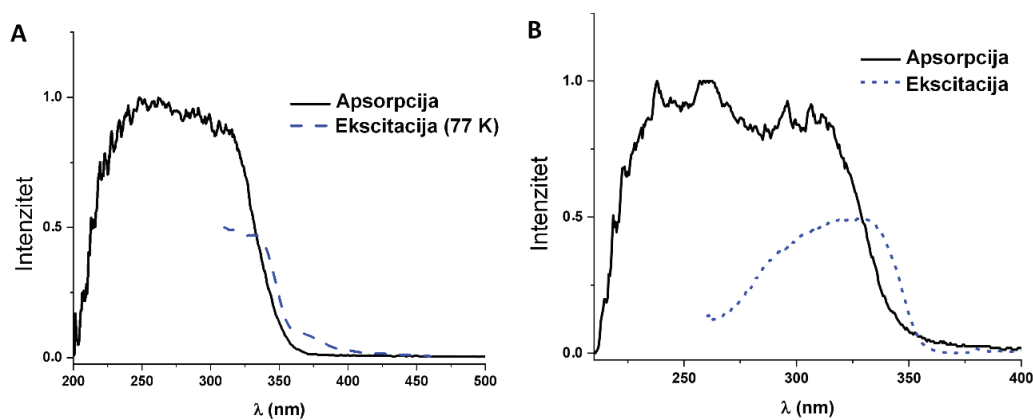 A
Apsorpcija
Ekscitacija (77 K)
Intenzitet
1.0
0.5
0.0
200 250 300 350 400 450 500
λ (nm)
B
Apsorpcija
Ekscitacija
Intenzitet
1.0
0.5
0.0
250 300 350 400
λ (nm)